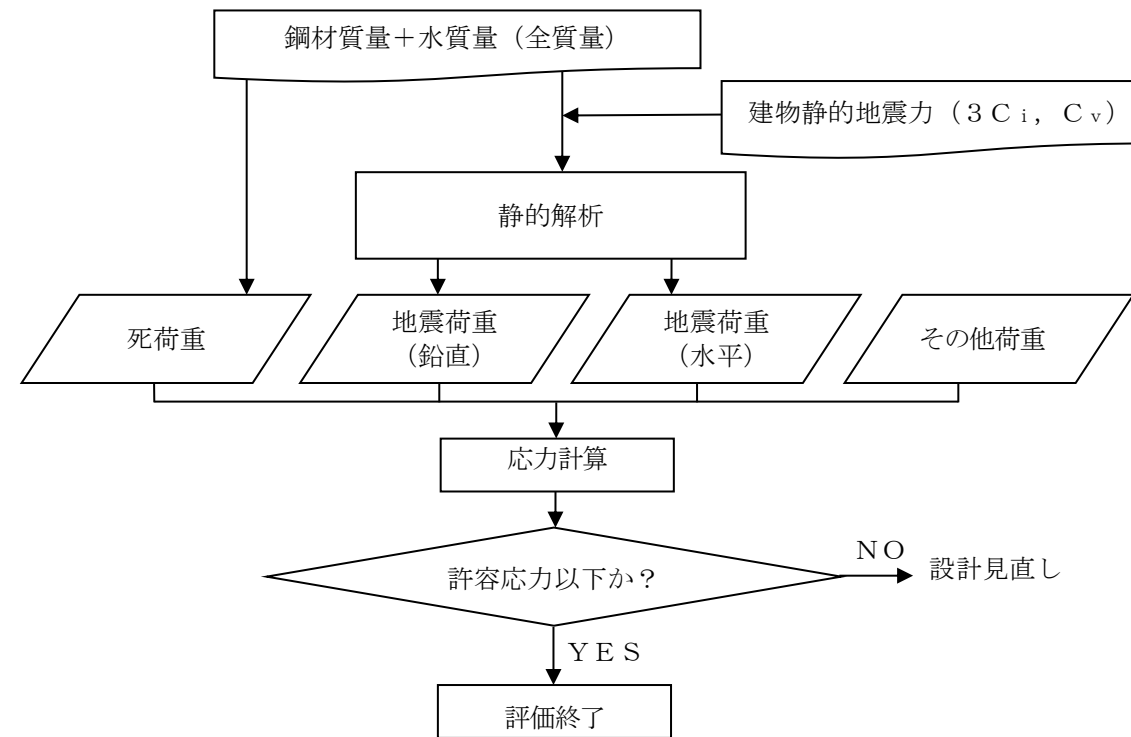 鋼材質量＋水質量（全質量）
建物静的地震力（３Ｃｉ，Ｃｖ）
静的解析
死荷重
地震荷重
（鉛直）
地震荷重
（水平）
その他荷重
応力計算
許容応力以下か？
ＮＯ
設計見直し
ＹＥＳ
評価終了